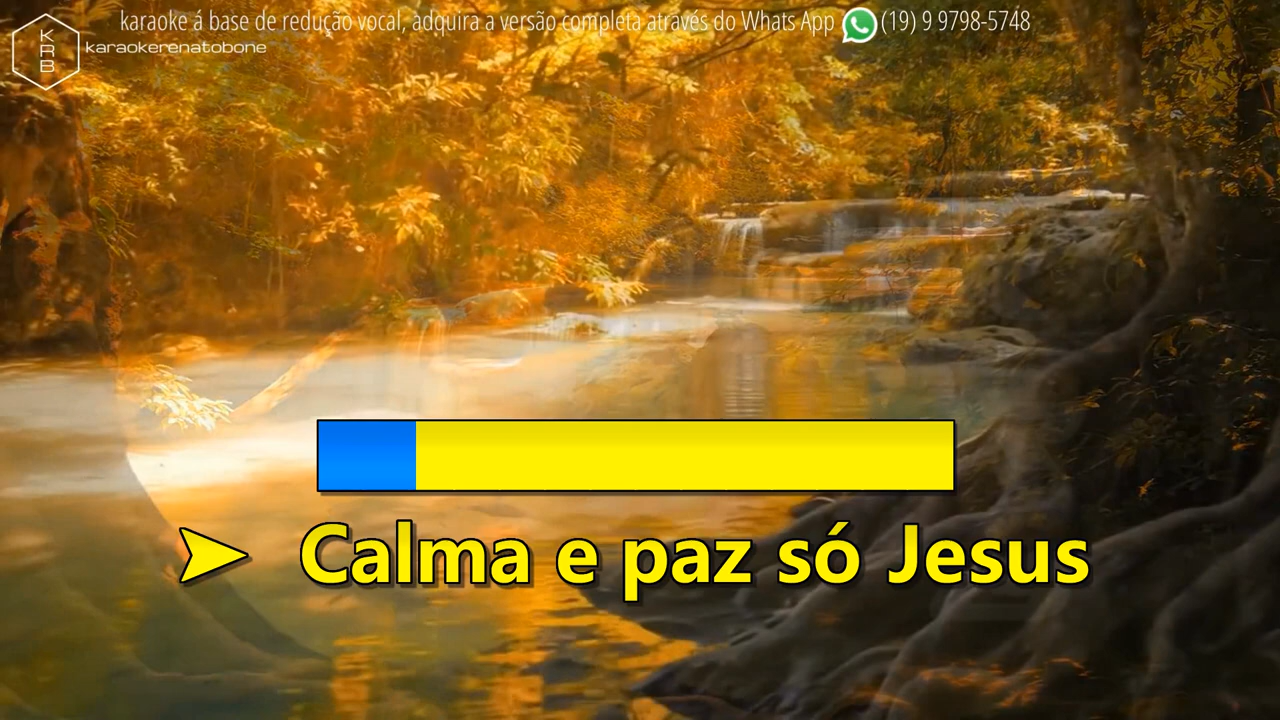 karaoke á base de redução vocal, adquira a versão completa através do Whats App (19) 9 9798-5748
KRB
karaokerenatobone
➤ Calma e paz só Jesus